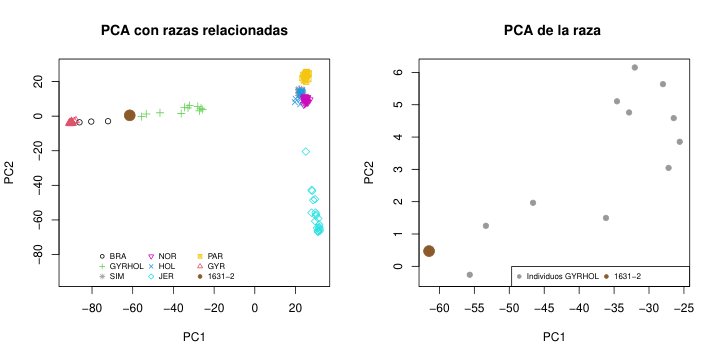 PCA con razas relacionadas
PC2
20
0
−20
−40
−60
−80
−80
−60
−40
−20
0
20
PC1
BRA
NOR
PAR
GYRHOL
HOL
GYR
SIM
JER
1631−2
PCA de la raza
PC2
6
5
4
3
2
1
0
−60
−55
−50
−45
−40
−35
−30
−25
PC1
Individuos GYRHOL
1631−2